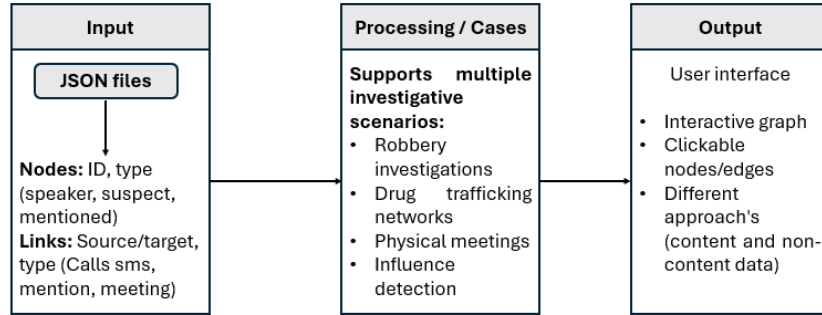 Input
JSON files
Nodes: ID, type
(speaker, suspect,
mentioned)
Links: Source/target,
type (Calls sms,
mention, meeting)
Processing / Cases
Supports multiple
investigative
scenarios:
• Robbery
investigations
• Drug trafficking
networks
• Physical meetings
• Influence
detection
Output
User interface
• Interactive graph
• Clickable
nodes/edges
• Different
approach's
(content and non-
content data)